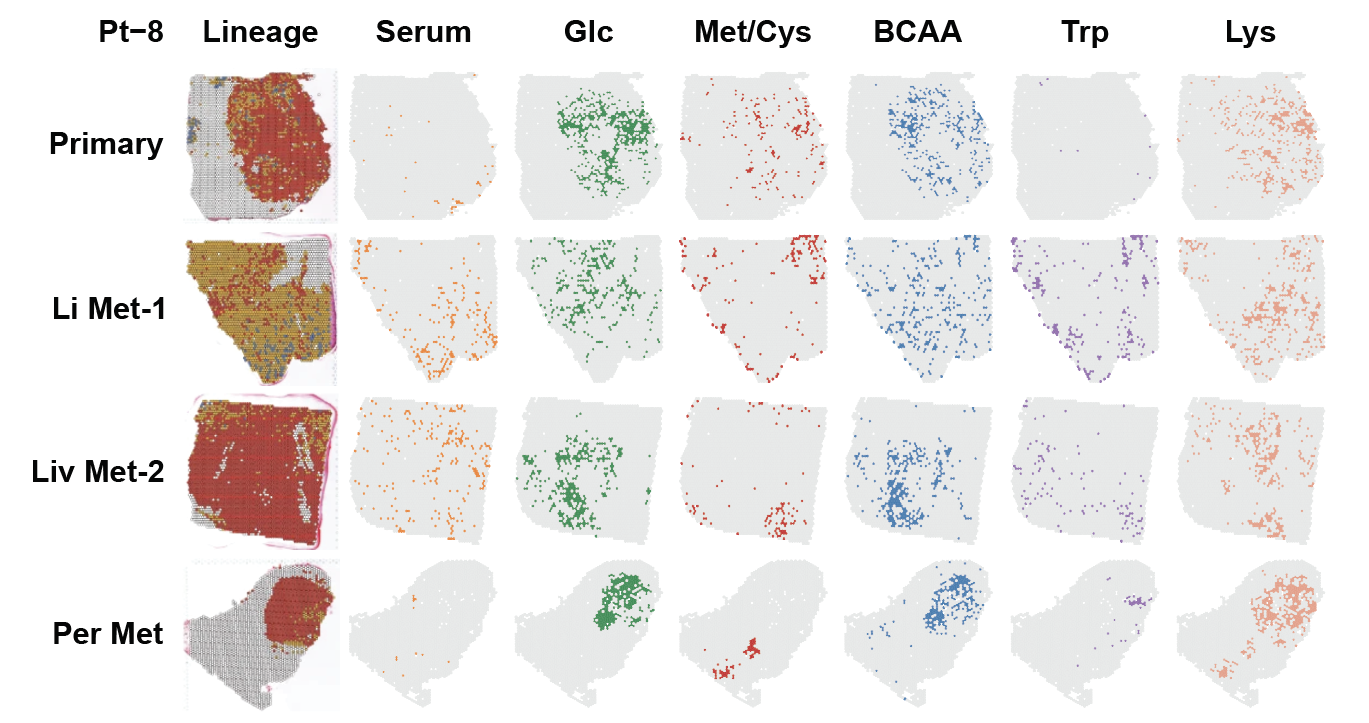 Pt−8 Lineage Serum Glc Met/Cys BCAA Trp Lys
Primary
Li Met-1
Liv Met-2
Per Met